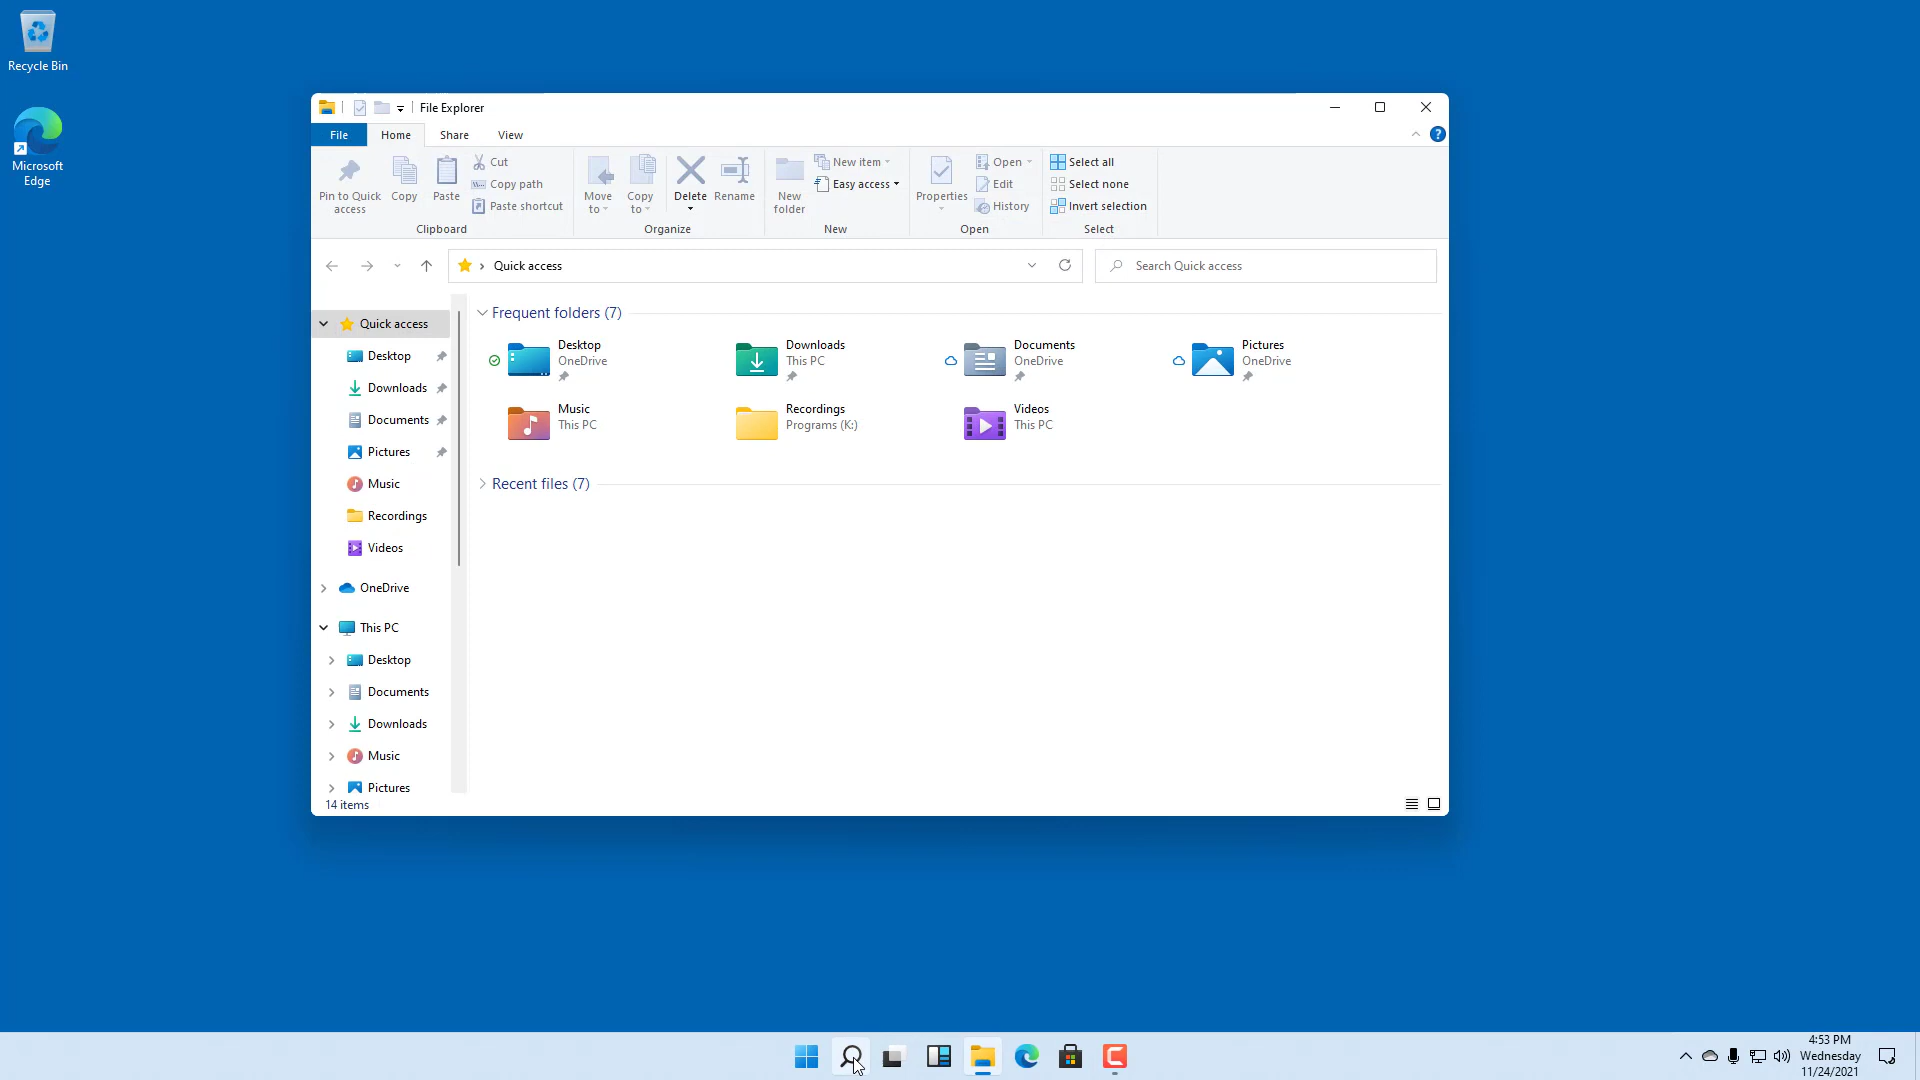 Recycle Bin
Microsoft
Edge
File Explorer
File Home Share View
Pin to Quick
access
Copy
Paste
Cut
Copy path
Paste shortcut
Clipboard
Move
to
Copy
to
Delete
Rename
Organize
New
folder
New item
Easy access
New
Properties
Open
Edit
History
Open
Select all
Select none
Invert selection
Select
Quick access
Search Quick access
Quick access
Desktop
Downloads
Documents
Pictures
Music
Recordings
Videos
OneDrive
This PC
Desktop
Documents
Downloads
Music
Pictures
Frequent folders (7)
Desktop
OneDrive
Downloads
This PC
Documents
OneDrive
Pictures
OneDrive
Music
This PC
Recordings
Programs (K:)
Videos
This PC
Recent files (7)
14 items
4:53 PM
Wednesday
11/24/2021